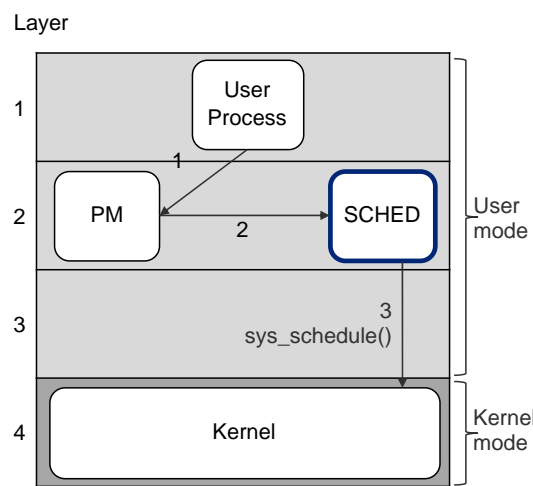 Layer
User
Process
1
1
PM
SCHED
2
2
User
mode
3
3
sys_schedule()
Kernel
4
Kernel
mode